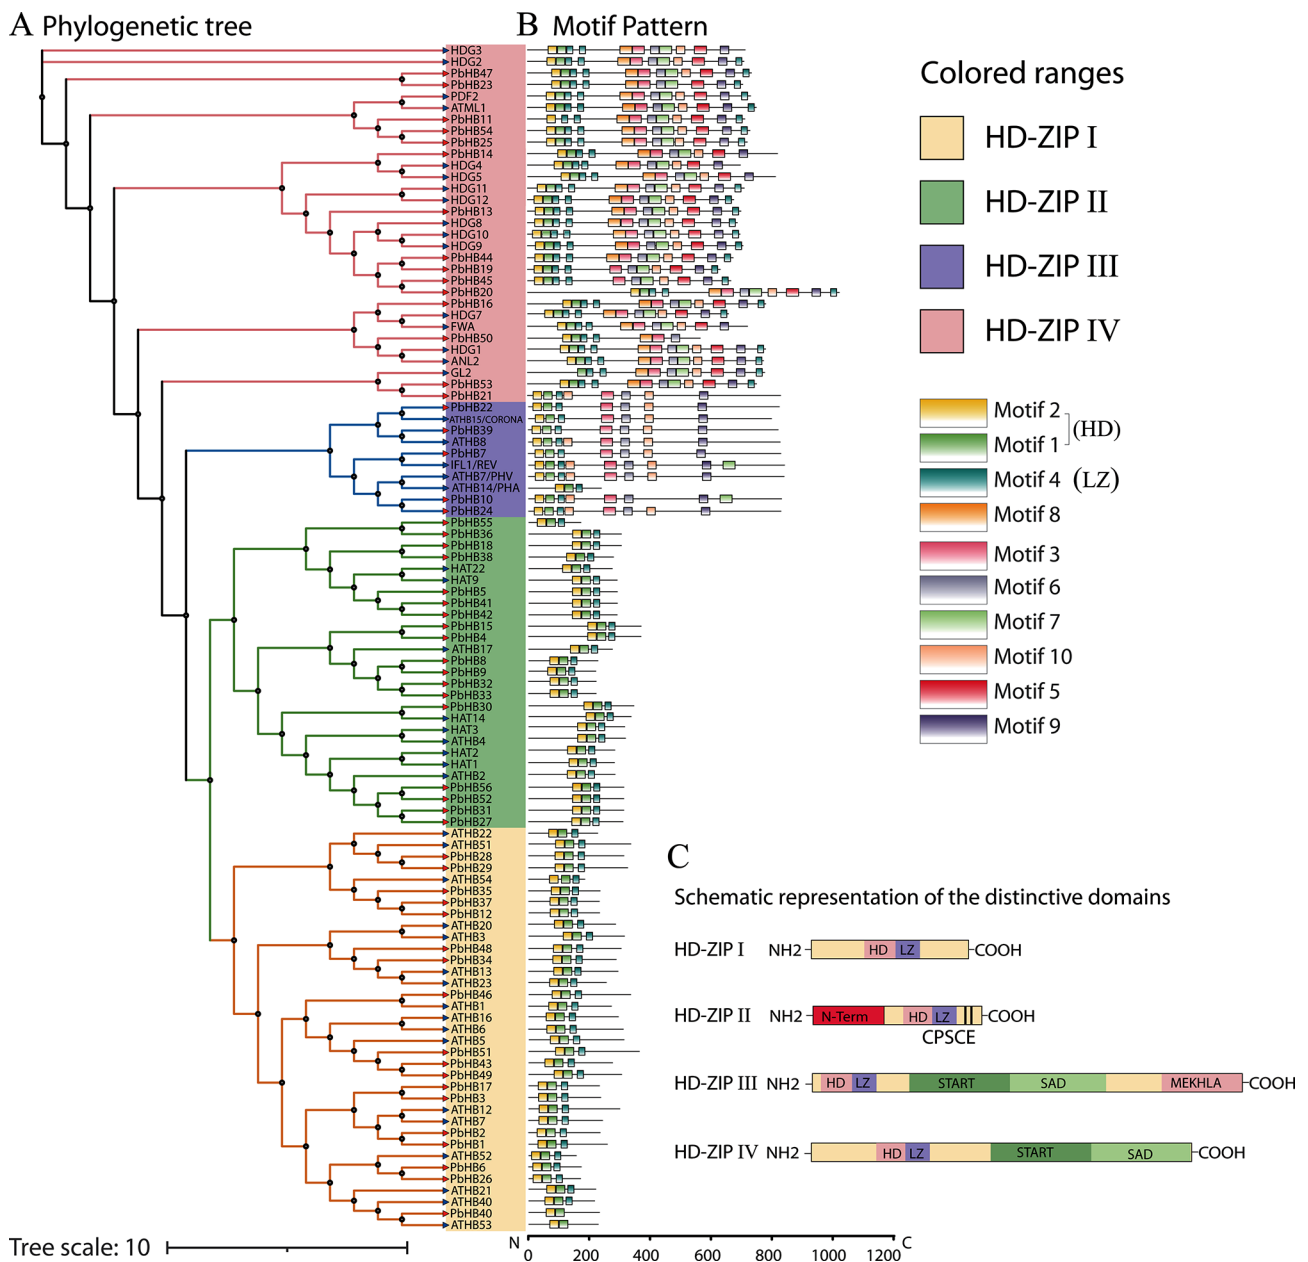 A Phylogenetic tree
B Motif Pattern
HDG3
HDG2
PbHB47
PbHB23
PDF2
ATML1
PbHB11
PbHB54
PbHB25
PbHB14
HDG4
HDG5
HDG11
HDG12
PbHB13
HDG8
HDG10
HDG9
PbHB44
PbHB19
PbHB45
PbHB20
PbHB16
HDG7
FWA
PbHB50
HDG1
ANL2
GL2
PbHB53
PbHB21
PbHB22
ATHB15/CORONA
PbHB39
ATHB8
PbHB7
IFL1/REV
ATHB7/PHV
ATHB14/PHA
PbHB10
PbHB24
PbHB55
PbHB36
PbHB18
PbHB38
HAT22
HAT9
PbHB5
PbHB41
PbHB42
PbHB15
PbHB4
ATHB17
PbHB8
PbHB9
PbHB32
PbHB33
PbHB30
HAT14
HAT3
ATHB4
HAT2
HAT1
ATHB2
PbHB56
PbHB52
PbHB31
PbHB27
ATHB22
ATHB51
PbHB28
PbHB29
ATHB54
PbHB35
PbHB37
PbHB12
ATHB20
ATHB3
PbHB48
PbHB34
ATHB13
ATHB23
PbHB46
ATHB1
ATHB16
ATHB6
ATHB5
PbHB51
PbHB43
PbHB49
PbHB17
PbHB3
ATHB12
ATHB7
PbHB2
PbHB1
ATHB52
PbHB6
PbHB26
ATHB21
ATHB40
PbHB40
ATHB53
Tree scale: 10
N
C
0 200 400 600 800 1000 1200
Colored ranges
HD-ZIP I
HD-ZIP II
HD-ZIP III
HD-ZIP IV
Motif 2
(HD)
Motif 1
Motif 4 (LZ)
Motif 8
Motif 3
Motif 6
Motif 7
Motif 10
Motif 5
Motif 9
C
Schematic representation of the distinctive domains
HD-ZIP I NH2 HD LZ COOH
HD-ZIP II NH2 N-Term HD LZ COOH
CPSCE
HD-ZIP III NH2 HD LZ START SAD MEKHLA COOH
HD-ZIP IV NH2 HD LZ START SAD COOH